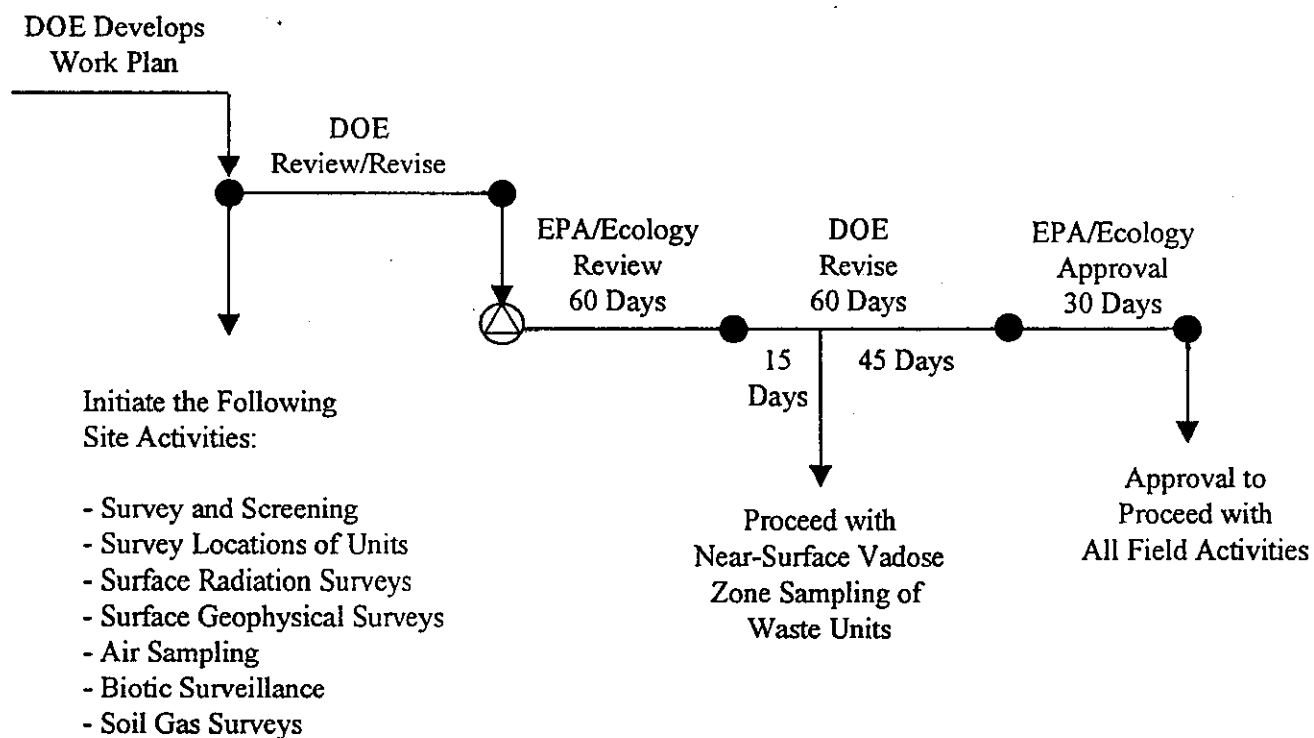 DOE Develops
Work Plan
DOE
Review/Revise
EPA/Ecology
Review
60 Days
DOE
Revise
60 Days
EPA/Ecology
Approval
30 Days
15
Days
45 Days
Initiate the Following
Site Activities:
- Survey and Screening
- Survey Locations of Units
- Surface Radiation Surveys
- Surface Geophysical Surveys
- Air Sampling
- Biotic Surveillance
- Soil Gas Surveys
Proceed with
Near-Surface Vadose
Zone Sampling of
Waste Units
Approval to
Proceed with
All Field Activities